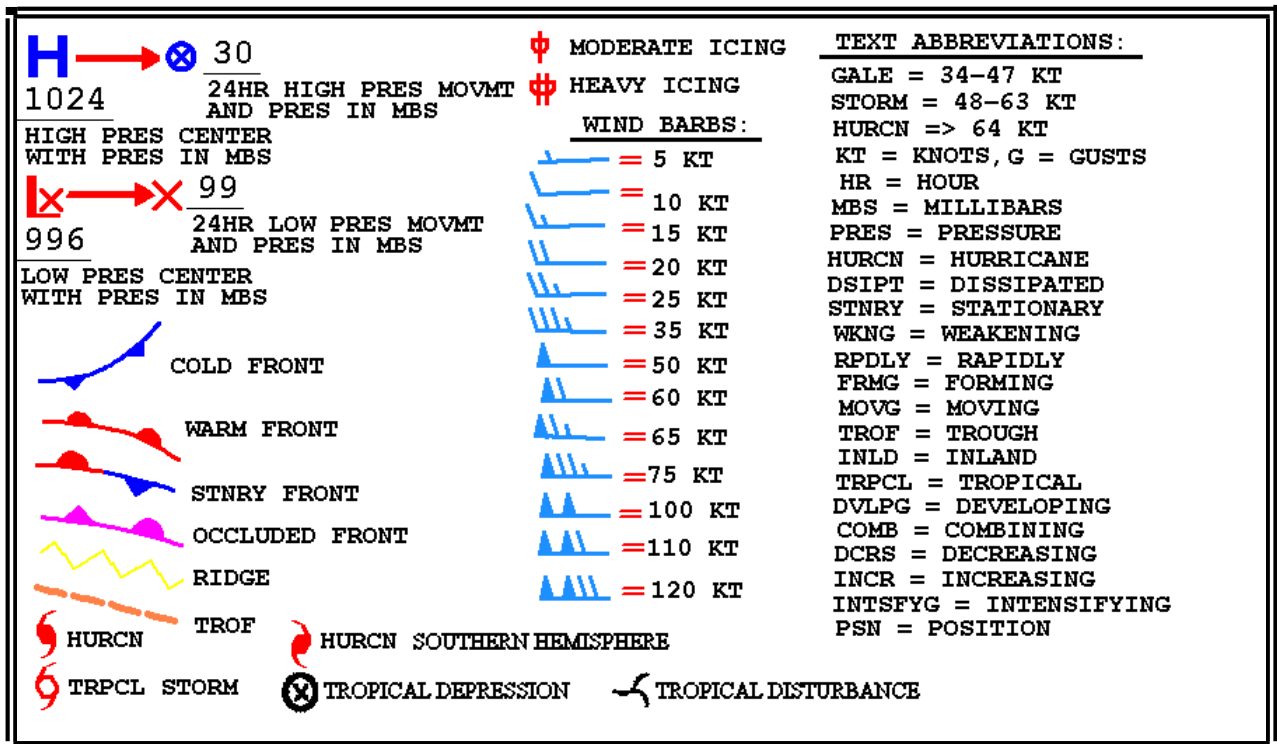 H
30
24HR HIGH PRES MOVMT
AND PRES IN MBS
1024
HIGH PRES CENTER
WITH PRES IN MBS
L
99
24HR LOW PRES MOVMT
AND PRES IN MBS
996
LOW PRES CENTER
WITH PRES IN MBS
COLD FRONT
WARM FRONT
STNRY FRONT
OCCLUDED FRONT
RIDGE
TROF
HURCN
HURCN SOUTHERN HEMISPHERE
TRPCL STORM
TROPICAL DEPRESSION
TROPICAL DISTURBANCE
MODERATE ICING
HEAVY ICING
WIND BARBS:
= 5 KT
= 10 KT
= 15 KT
= 20 KT
= 25 KT
= 35 KT
= 50 KT
= 60 KT
= 65 KT
= 75 KT
= 100 KT
= 110 KT
= 120 KT
TEXT ABBREVIATIONS:
GALE = 34-47 KT
STORM = 48-63 KT
HURCN => 64 KT
KT = KNOTS, G = GUSTS
HR = HOUR
MBS = MILLIBARS
PRES = PRESSURE
HURCN = HURRICANE
DSIPT = DISSIPATED
STNRY = STATIONARY
WKNG = WEAKENING
RPDLY = RAPIDLY
FRMG = FORMING
MOVG = MOVING
TROF = TROUGH
INLD = INLAND
TRPCL = TROPICAL
DVLPG = DEVELOPING
COMB = COMBINING
DCRS = DECREASING
INCR = INCREASING
INTSFYG = INTENSIFYING
PSN = POSITION